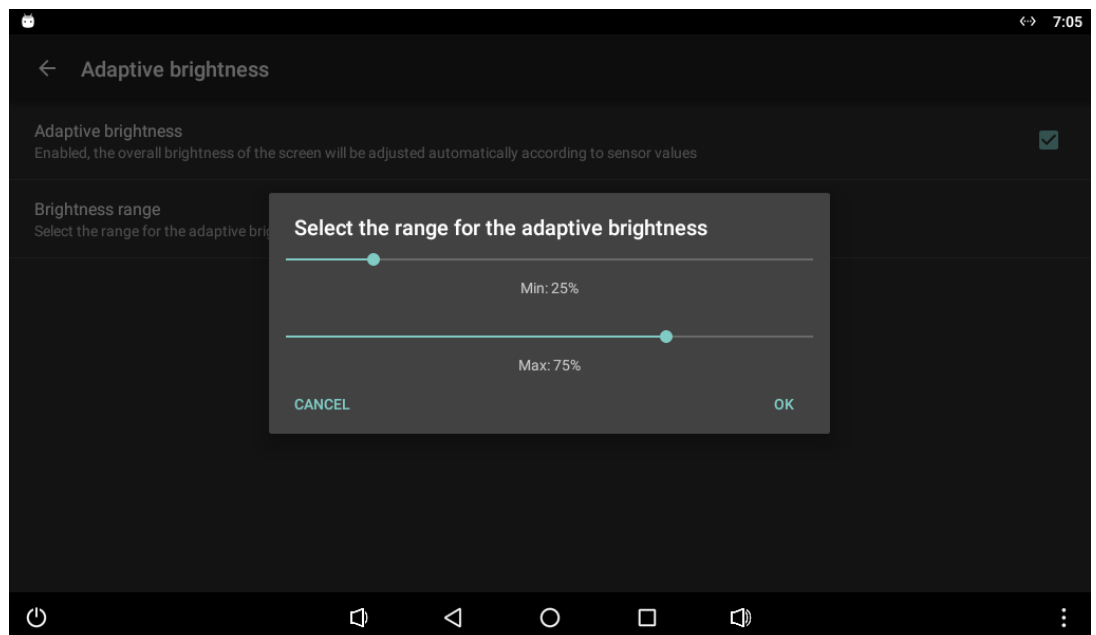 7:05
Adaptive brightness
Adaptive brightness
Enabled, the overall brightness of the screen will be adjusted automatically according to sensor values
Brightness range
Select the range for the adaptive
Select the range for the adaptive brightness
Min: 25%
Max: 75%
CANCEL
OK